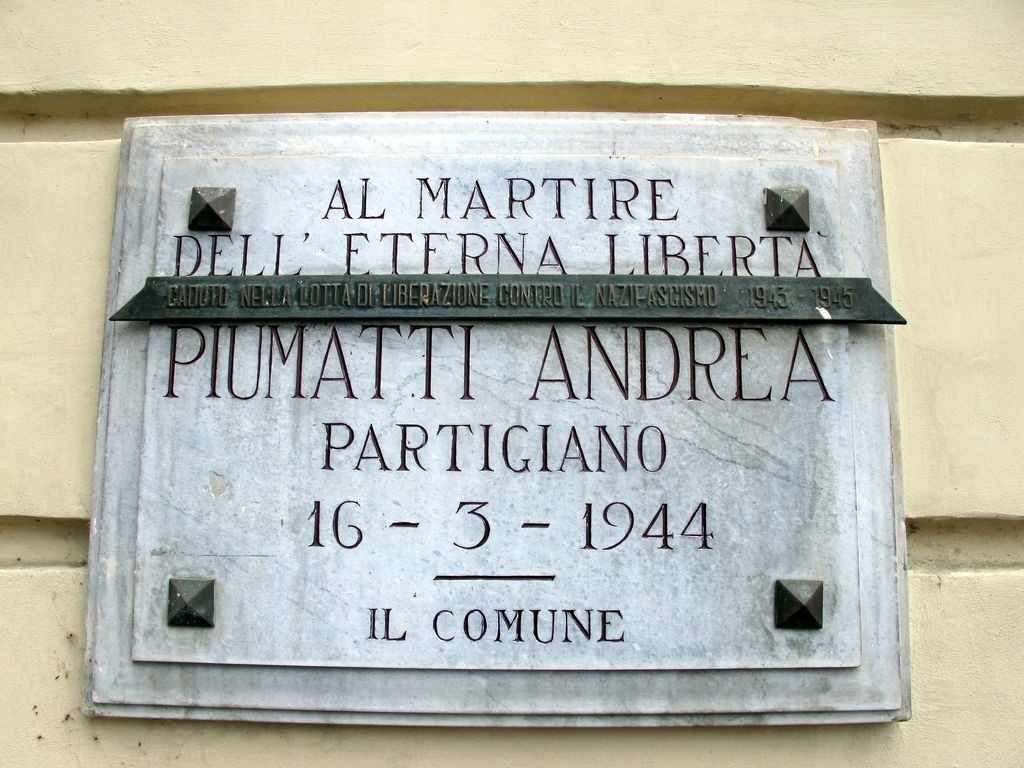 AL MARTIRE
DELL' ETERNA LIBERTÀ
CADUTO NELLA LOTTA DI LIBERAZIONE CONTRO IL NAZIFASCISMO 1943 - 1945
PIUMATTI ANDREA
PARTIGIANO
16 - 3 - 1944
IL COMUNE